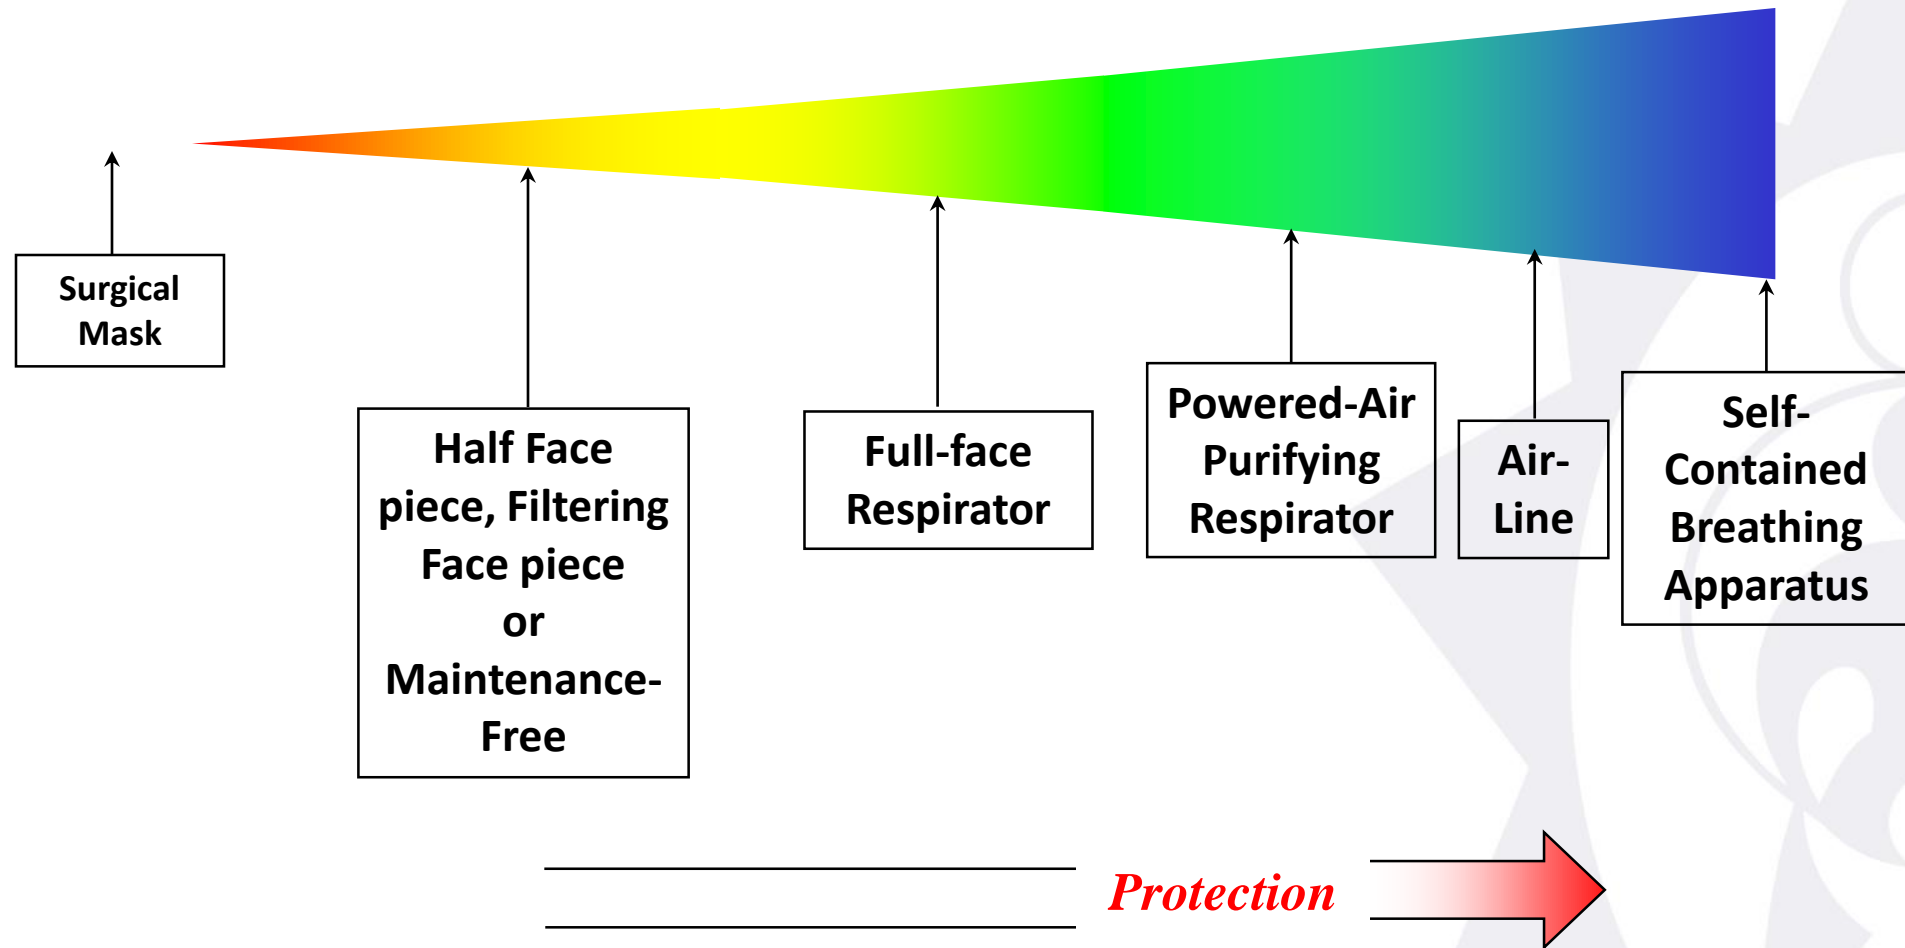 Surgical
Mask
Half Face
piece, Filtering
Face piece
or
Maintenance-
Free
Full-face
Respirator
Powered-Air
Purifying
Respirator
Air-
Line
Self-
Contained
Breathing
Apparatus
Protection